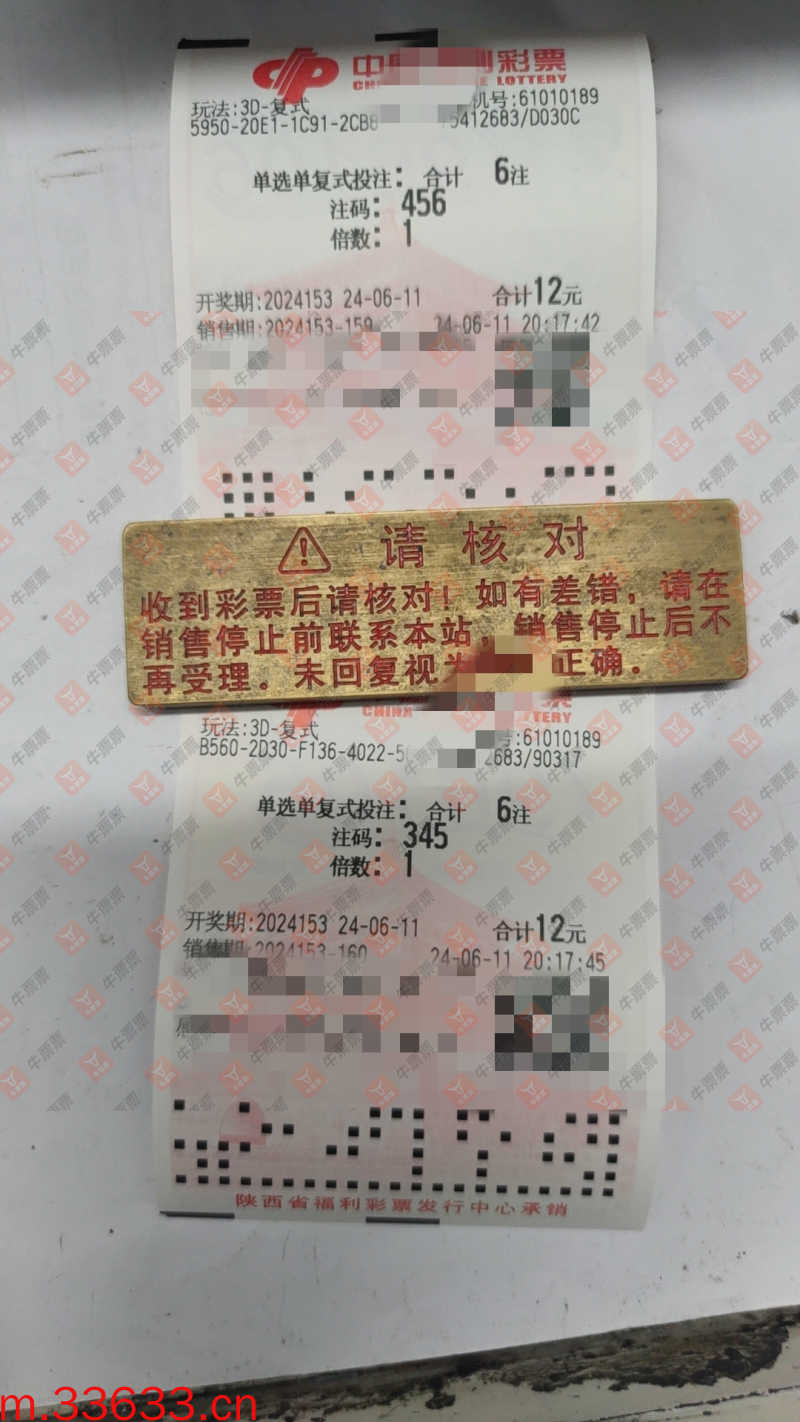 中 利彩票
LOTTERY
玩法:3D-复式 机号:61010189
5950-20E1-1C91-2CB8 5412683/D030C
单选单复式投注: 合计 6注
注码: 456
倍数: 1
开奖期:2024153 24-06-11 合计12元
销售期:2024153-159 24-06-11 20:17:42
请核对
收到彩票后请核对!如有差错,请在
销售停止前联系本站,销售停止后不
再受理。未回复视为 正确.
CHINA TTERY
玩法:3D-复式 号:61010189
B560-2D30-F136-4022-5 2683/90317
单选单复式投注: 合计 6注
注码: 345
倍数: 1
开奖期:2024153 24-06-11 合计12元
销售期:2024153-160 24-06-11 20:17:45
陕西省福利彩票发行中心承销
牛票票
m.33633.cn